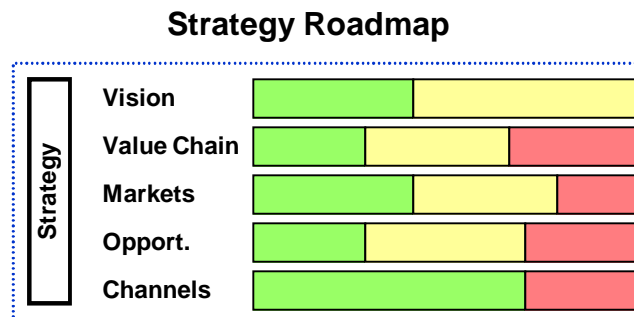 Strategy Roadmap
Strategy
Vision
Value Chain
Markets
Opport.
Channels